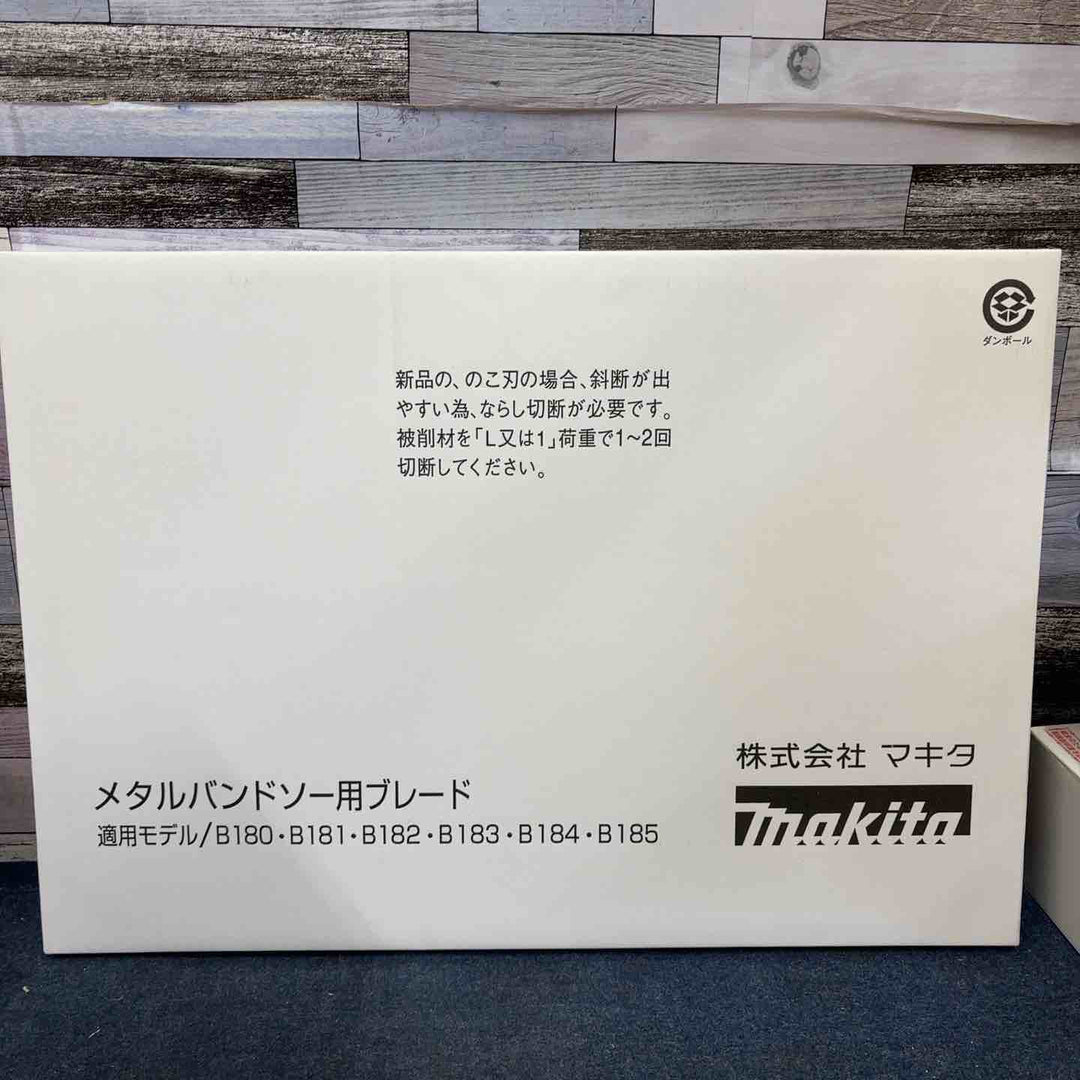 ダンボール
新品の、のこ刃の場合、斜断が出
やすい為、ならし切断が必要です。
被削材を「L又は1」荷重で1~2回
切断してください。
株式会社 マキタ
makita
メタルバンドソー用ブレード
適用モデル/B180・B181・B182・B183・B184・B185